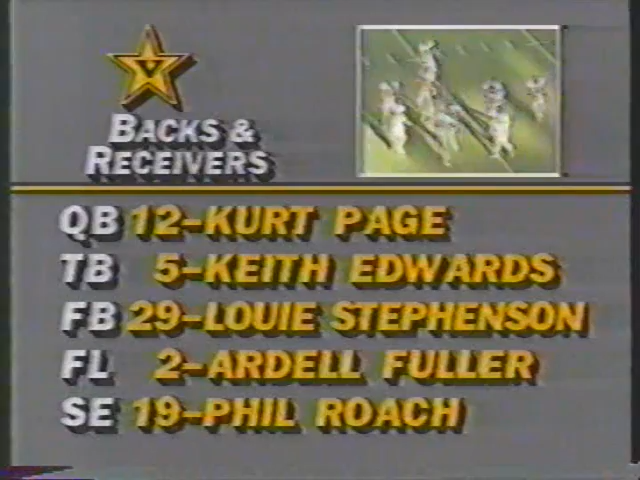 V
BACKS &
RECEIVERS
QB 12-KURT PAGE
TB 5-KEITH EDWARDS
FB 29-LOUIE STEPHENSON
FL 2-ARDELL FULLER
SE 19-PHIL ROACH